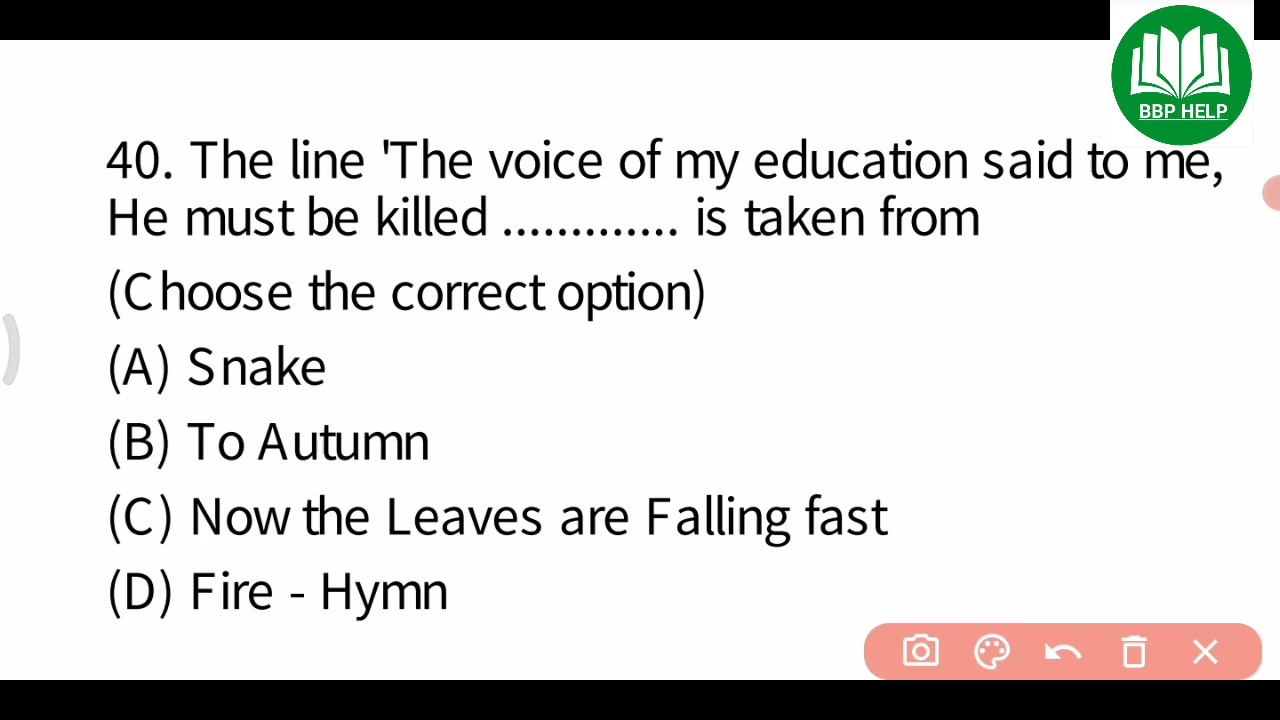 BBP HELP
40. The line 'The voice of my education said to me,
He must be killed ............. is taken from
(Choose the correct option)
(A) Snake
(B) To Autumn
(C) Now the Leaves are Falling fast
(D) Fire - Hymn